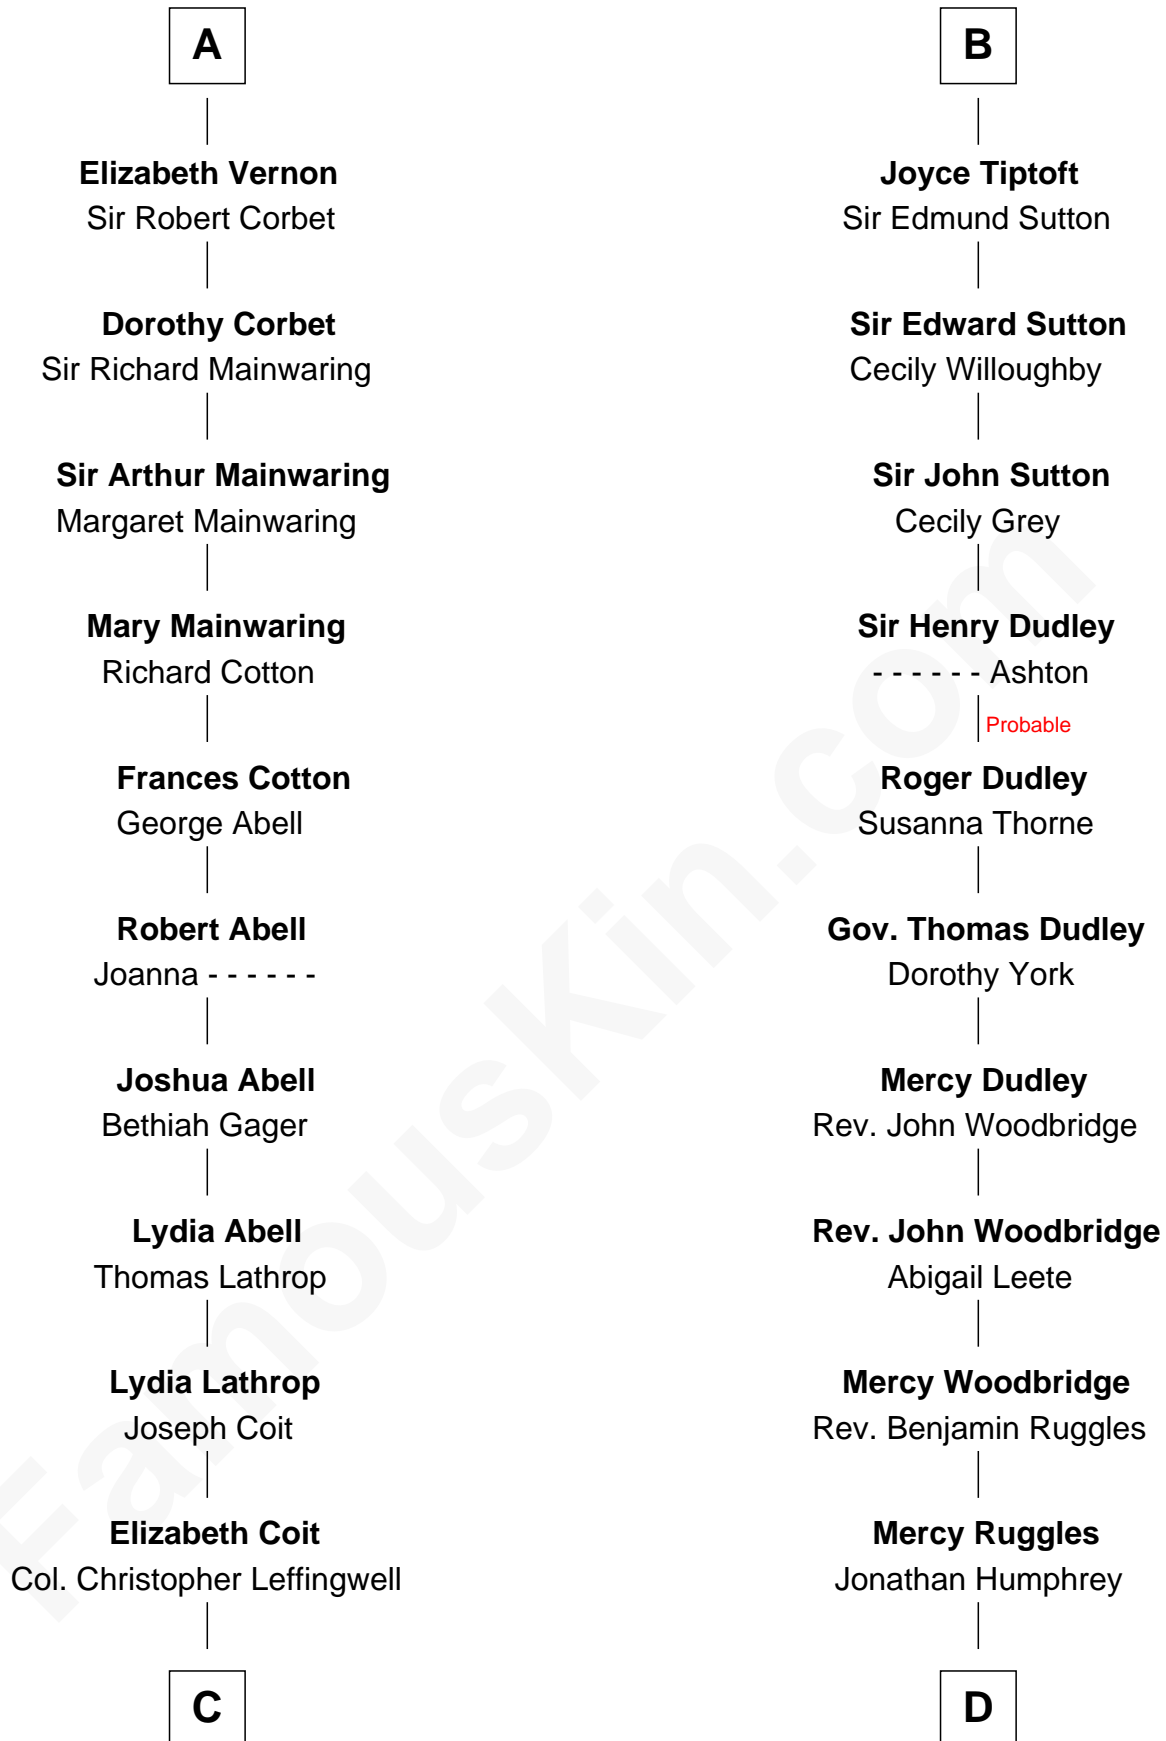 A
Elizabeth Vernon
Sir Robert Corbet
Dorothy Corbet
Sir Richard Mainwaring
Sir Arthur Mainwaring
Margaret Mainwaring
Mary Mainwaring
Richard Cotton
Frances Cotton
George Abell
Robert Abell
Joanna - - - - - -
Joshua Abell
Bethiah Gager
Lydia Abell
Thomas Lathrop
Lydia Lathrop
Joseph Coit
Elizabeth Coit
Col. Christopher Leffingwell
C
B
Joyce Tiptoft
Sir Edmund Sutton
Sir Edward Sutton
Cecily Willoughby
Sir John Sutton
Cecily Grey
Sir Henry Dudley
- - - - - - Ashton
Probable
Roger Dudley
Susanna Thorne
Gov. Thomas Dudley
Dorothy York
Mercy Dudley
Rev. John Woodbridge
Rev. John Woodbridge
Abigail Leete
Mercy Woodbridge
Rev. Benjamin Ruggles
Mercy Ruggles
Jonathan Humphrey
D
FamousKin.com